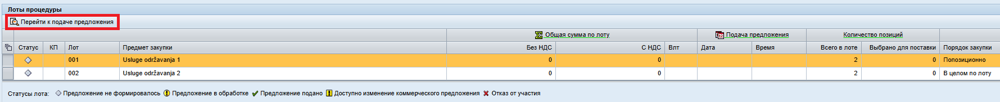 Лоты процедуры
Перейти к подаче предложения
Общая сумма по лоту Подача предложения Количество позиций
Статус КП Лот Предмет закупки Без НДС С НДС Влт Дата Время Всего в лоте Выбрано для поставки Порядок закупки
001 Usluge održavanja 1 0 0 2 0 Попозиционно
002 Usluge održavanja 2 0 0 2 0 В целом по лоту
Статусы лота: Предложение не формировалось Предложение в обработке Предложение подано Доступно изменение коммерческого предложения Отказ от участия